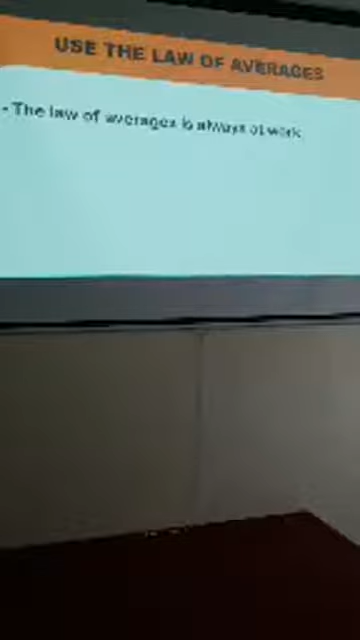 USE THE LAW OF AVERAGES
- The law of averages is always at work